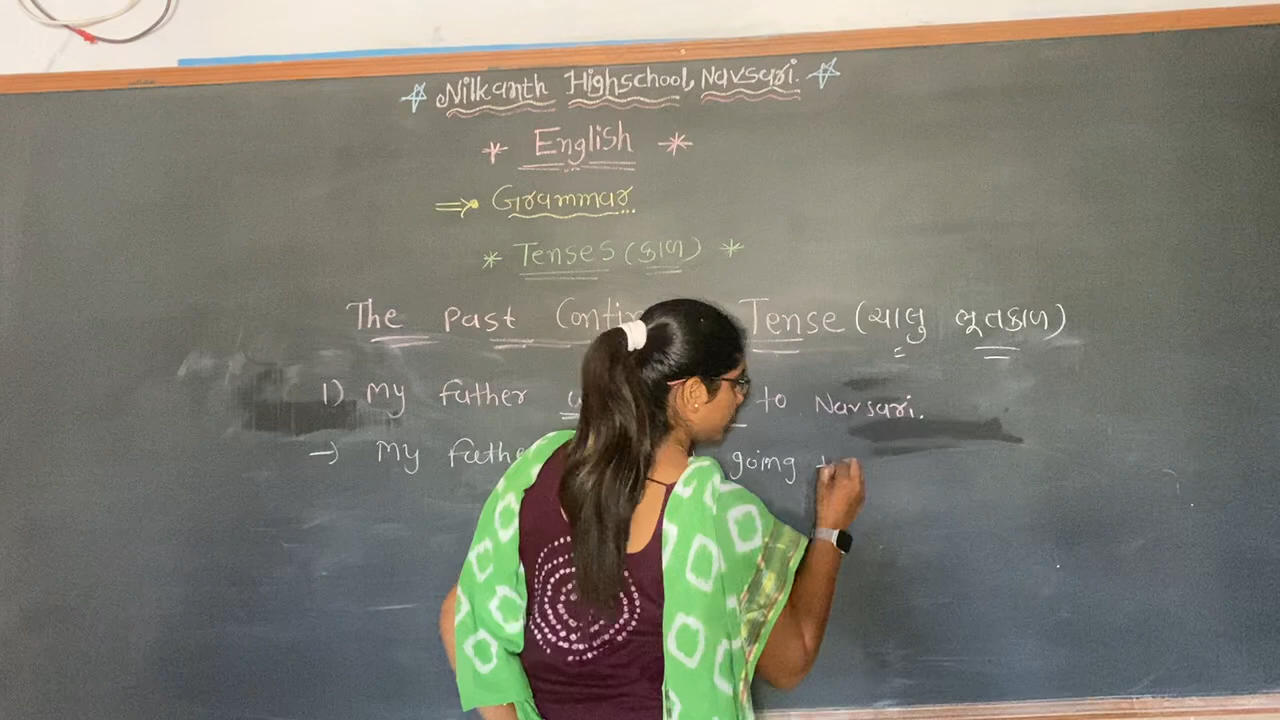 Nilkanth Highschool, Navsari.
* English *
⇒ Grammar...
* Tenses (કાળ) *
The Past Tense (ચાલુ ભૂતકાળ)
1) My father to Navsari.
→ My going